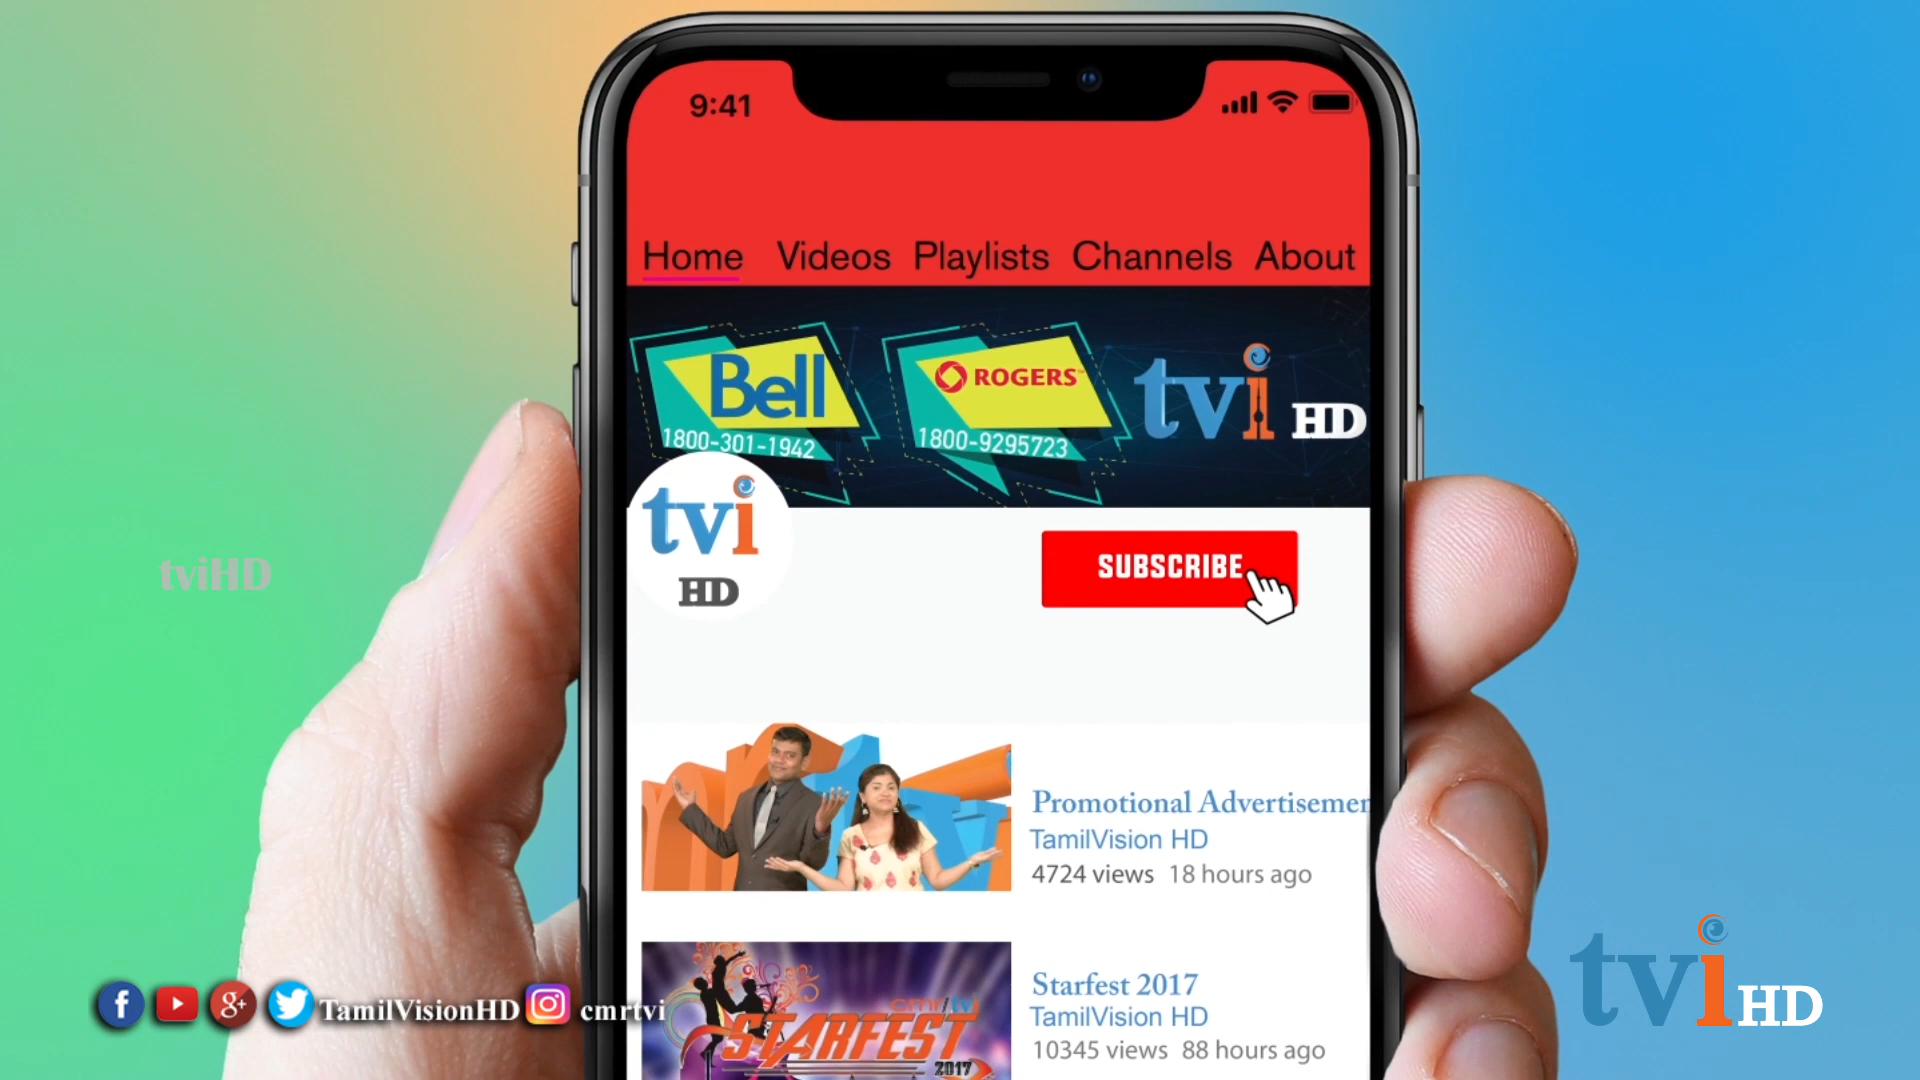 9:41
Home Videos Playlists Channels About
Bell
1800-301-1942
ROGERS
1800-9295723
tvi HD
tvi
HD
SUBSCRIBE
tviHD
Promotional Advertisemen
TamilVision HD
4724 views 18 hours ago
Starfest 2017
TamilVision HD
10345 views 88 hours ago
cmr/tvi
STARFEST
2017
TamilVisionHD cmrtvi
tvi HD